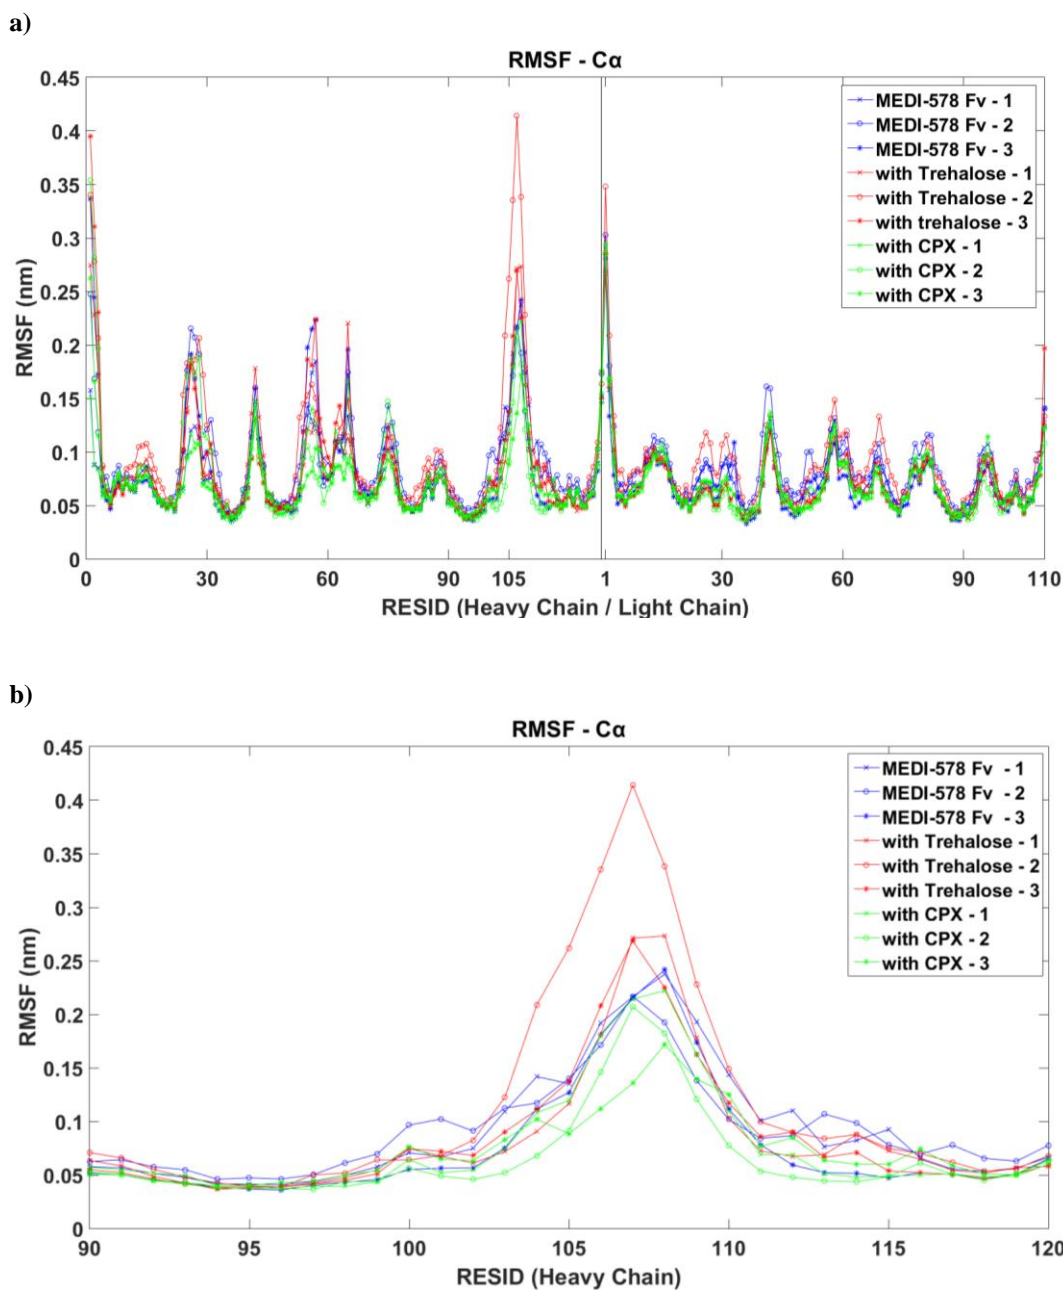 a)
RMSF - Cα
0.45
0.4
0.35
0.3
0.25
0.2
0.15
0.1
0.05
0
RMSF (nm)
MEDI-578 Fv - 1
MEDI-578 Fv - 2
MEDI-578 Fv - 3
with Trehalose - 1
with Trehalose - 2
with trehalose - 3
with CPX - 1
with CPX - 2
with CPX - 3
0 30 60 90 105 1 30 60 90 110
RESID (Heavy Chain / Light Chain)
b)
RMSF - Cα
0.45
0.4
0.35
0.3
0.25
0.2
0.15
0.1
0.05
0
RMSF (nm)
MEDI-578 Fv - 1
MEDI-578 Fv - 2
MEDI-578 Fv - 3
with Trehalose - 1
with Trehalose - 2
with Trehalose - 3
with CPX - 1
with CPX - 2
with CPX - 3
90 95 100 105 110 115 120
RESID (Heavy Chain)